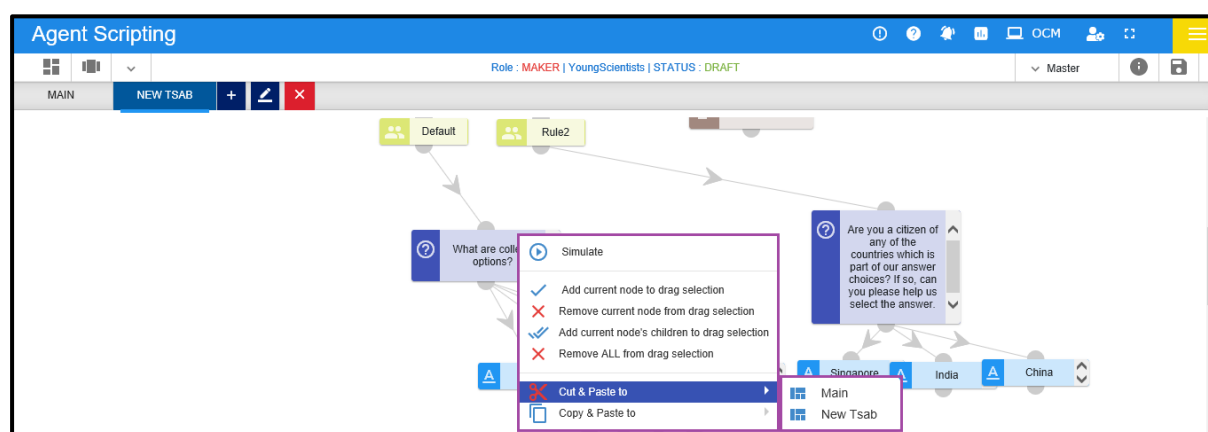 Agent Scripting
OCM
Role : MAKER | YoungScientists | STATUS : DRAFT
Master
MAIN
NEW TSAB
Default
Rule2
What are
options?
Are you a citizen of
any of the
countries which is
part of our answer
choices? If so, can
you please help us
select the answer.
Simulate
Add current node to drag selection
Remove current node from drag selection
Add current node's children to drag selection
Remove ALL from drag selection
Cut & Paste to
Copy & Paste to
Main
New Tsab
Singapore
India
China